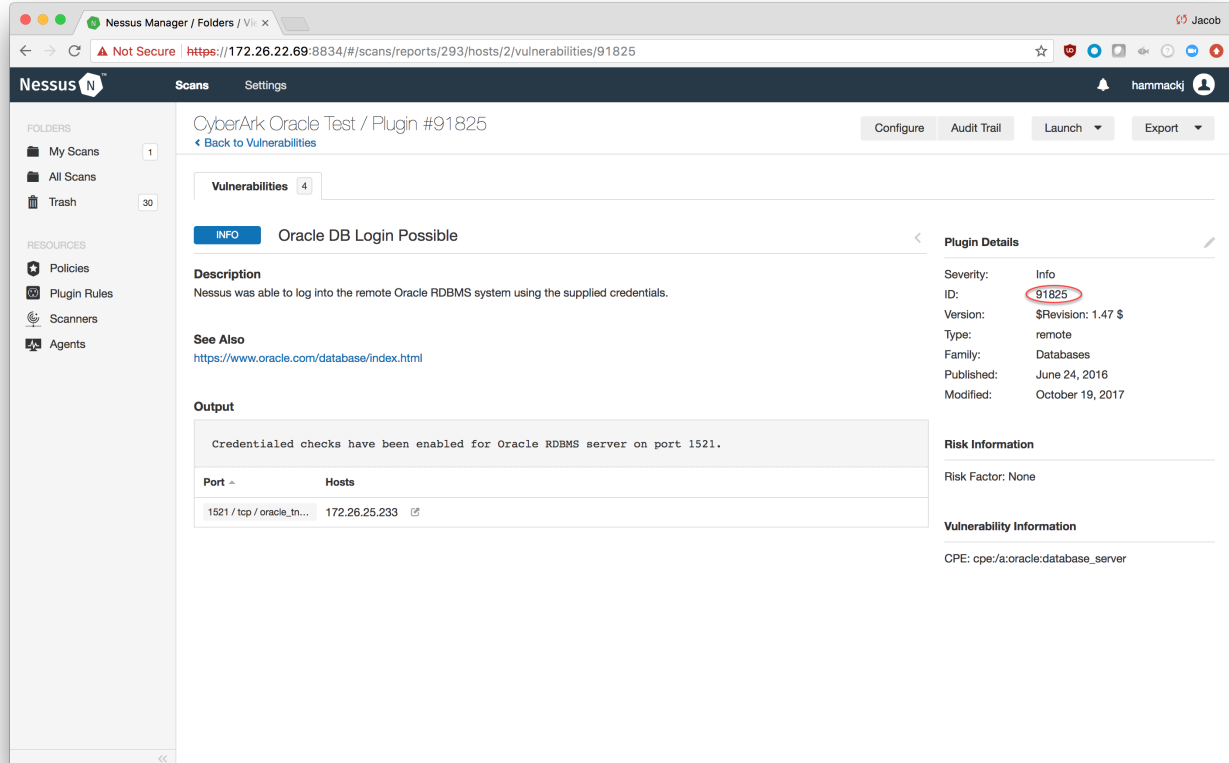 Nessus Manager / Folders / Vie
Jacob
Not Secure https://172.26.22.69:8834/#/scans/reports/293/hosts/2/vulnerabilities/91825
Nessus N Scans Settings hammackj
FOLDERS
My Scans 1
All Scans
Trash 30
RESOURCES
Policies
Plugin Rules
Scanners
Agents
CyberArk Oracle Test / Plugin #91825
Back to Vulnerabilities
Configure Audit Trail Launch Export
Vulnerabilities 4
INFO Oracle DB Login Possible
Description
Nessus was able to log into the remote Oracle RDBMS system using the supplied credentials.
See Also
https://www.oracle.com/database/index.html
Output
Credentialed checks have been enabled for Oracle RDBMS server on port 1521.
Port Hosts
1521 / tcp / oracle_tn... 172.26.25.233
Plugin Details
Severity: Info
ID: 91825
Version: $Revision: 1.47 $
Type: remote
Family: Databases
Published: June 24, 2016
Modified: October 19, 2017
Risk Information
Risk Factor: None
Vulnerability Information
CPE: cpe:/a:oracle:database_server